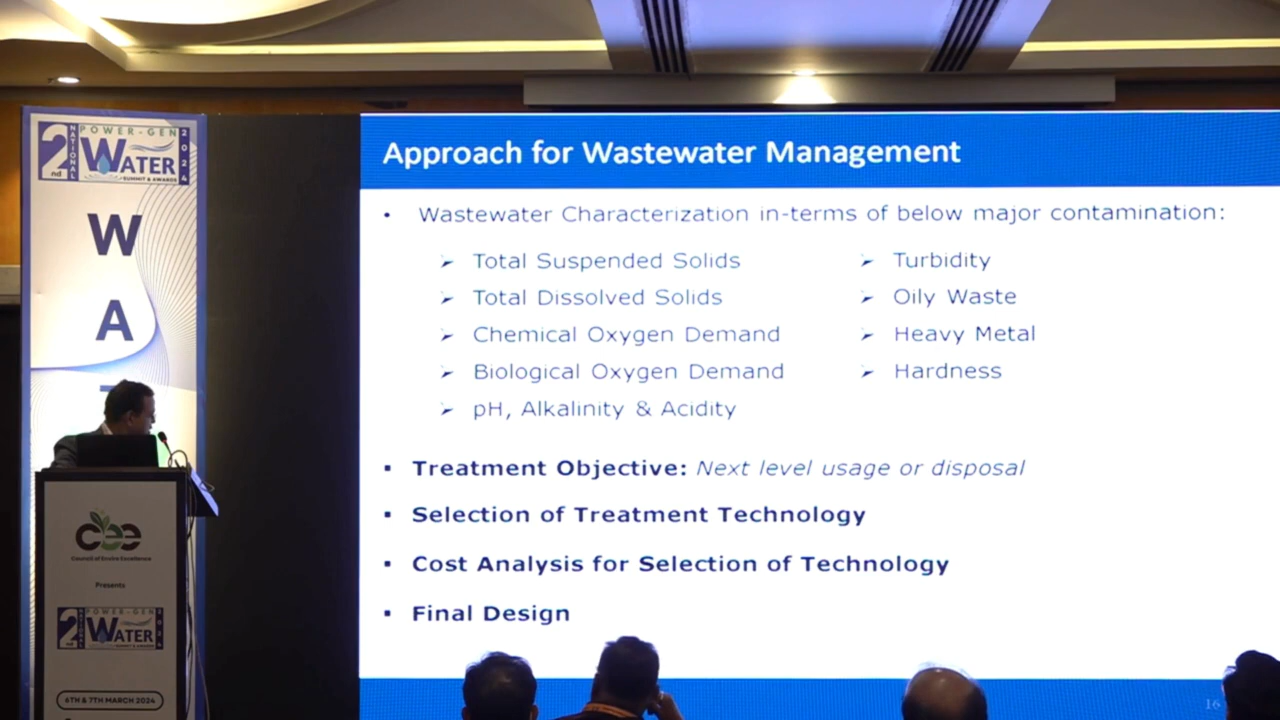 2nd NATIONAL POWER-GEN WATER SUMMIT & AWARDS 2024
W
A
Council of Enviro Excellence
cee
Presents
2nd POWER-GEN WATER 2024
6TH & 7TH MARCH 2024
Approach for Wastewater Management
• Wastewater Characterization in-terms of below major contamination:
➢ Total Suspended Solids
➢ Total Dissolved Solids
➢ Chemical Oxygen Demand
➢ Biological Oxygen Demand
➢ pH, Alkalinity & Acidity
➢ Turbidity
➢ Oily Waste
➢ Heavy Metal
➢ Hardness
▪ Treatment Objective: Next level usage or disposal
▪ Selection of Treatment Technology
▪ Cost Analysis for Selection of Technology
▪ Final Design
16